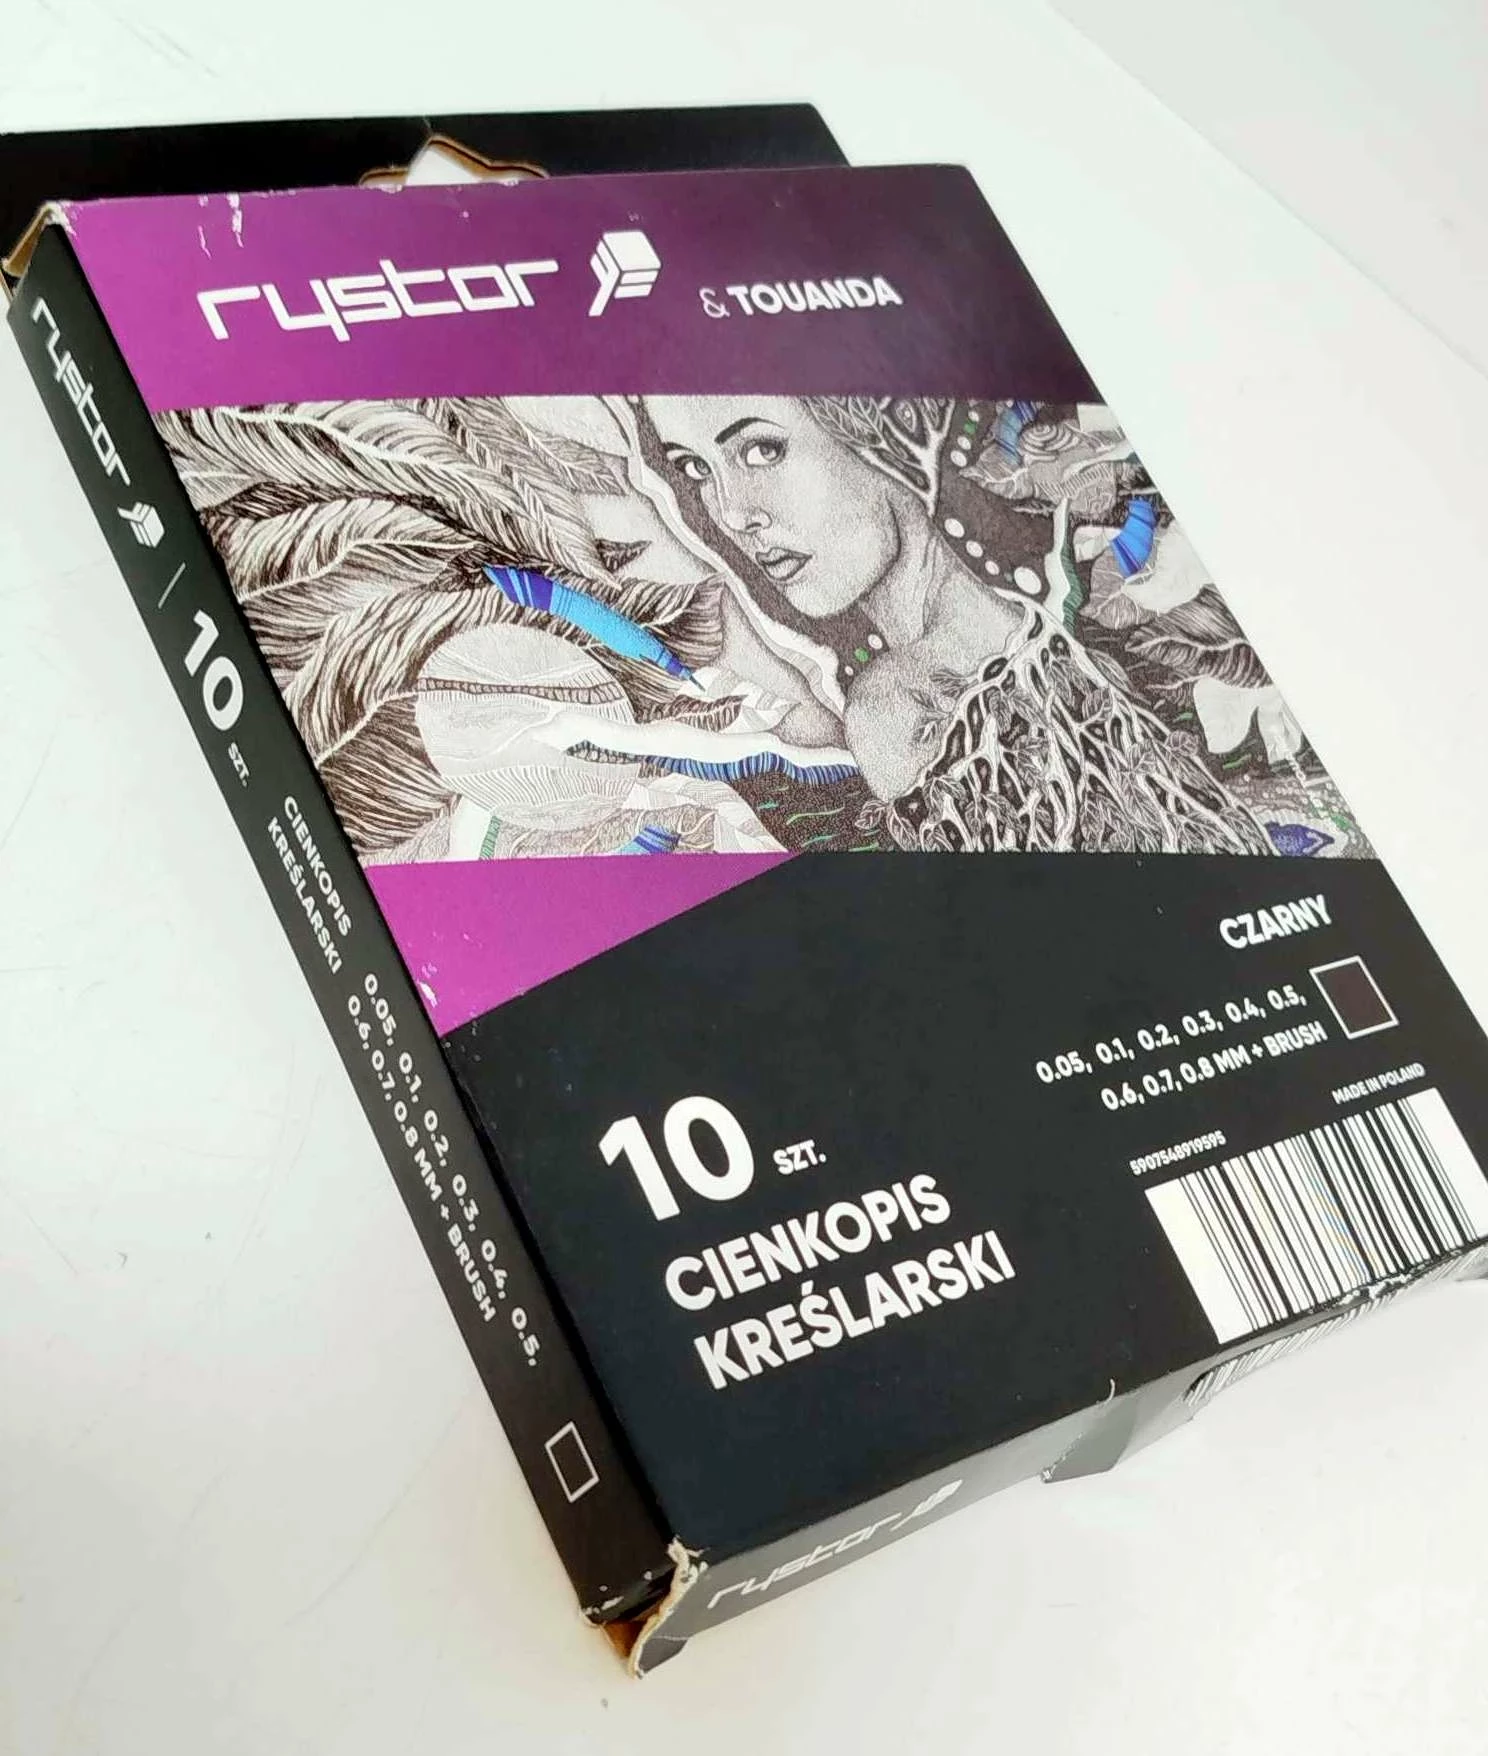 rystor
& TOUANDA
CZARNY
0.05, 0.1, 0.2, 0.3, 0.4, 0.5,
0.6, 0.7, 0.8 MM + BRUSH
MADE IN POLAND
5907548919595
10 SZT.
CIENKOPIS
KREŚLARSKI
rystor
10 SZT.
CIENKOPIS
KREŚLARSKI
0.05, 0.1, 0.2, 0.3, 0.4, 0.5,
0.6, 0.7, 0.8 MM + BRUSH
rystor